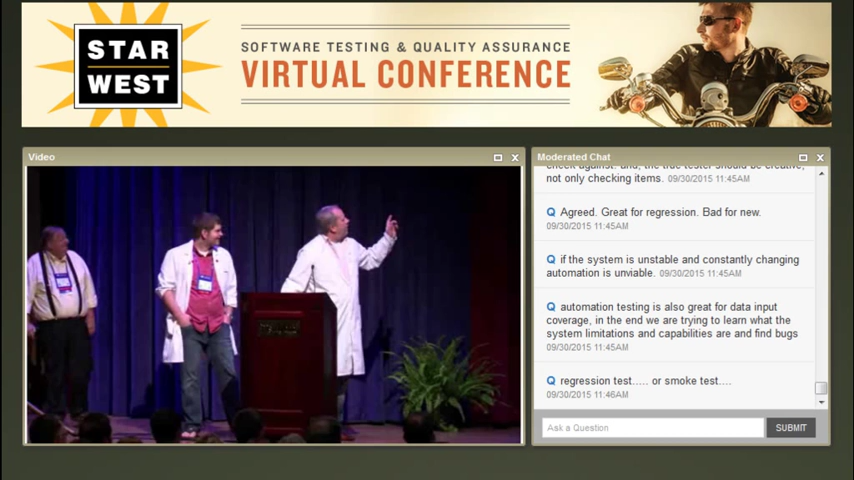 STAR
WEST
SOFTWARE TESTING & QUALITY ASSURANCE
VIRTUAL CONFERENCE
Video
Moderated Chat
not only checking items. 09/30/2015 11:45AM
Q Agreed. Great for regression. Bad for new.
09/30/2015 11:45AM
Q if the system is unstable and constantly changing
automation is unviable. 09/30/2015 11:45AM
Q automation testing is also great for data input
coverage, in the end we are trying to learn what the
system limitations and capabilities are and find bugs
09/30/2015 11:45AM
Q regression test..... or smoke test....
09/30/2015 11:46AM
Ask a Question
SUBMIT